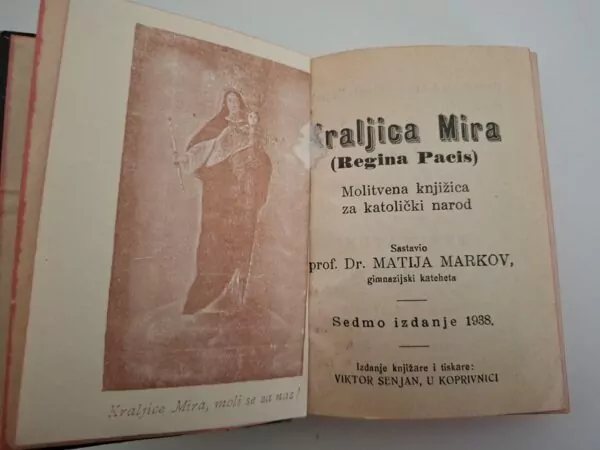 Kraljice Mira, moli se za nas!
Kraljica Mira
(Regina Pacis)
Molitvena knjižica
za katolički narod
Sastavio
prof. Dr. MATIJA MARKOV,
gimnazijski kateheta
Sedmo izdanje 1938.
Izdanje knjižare i tiskare:
VIKTOR SENJAN, U KOPRIVNICI